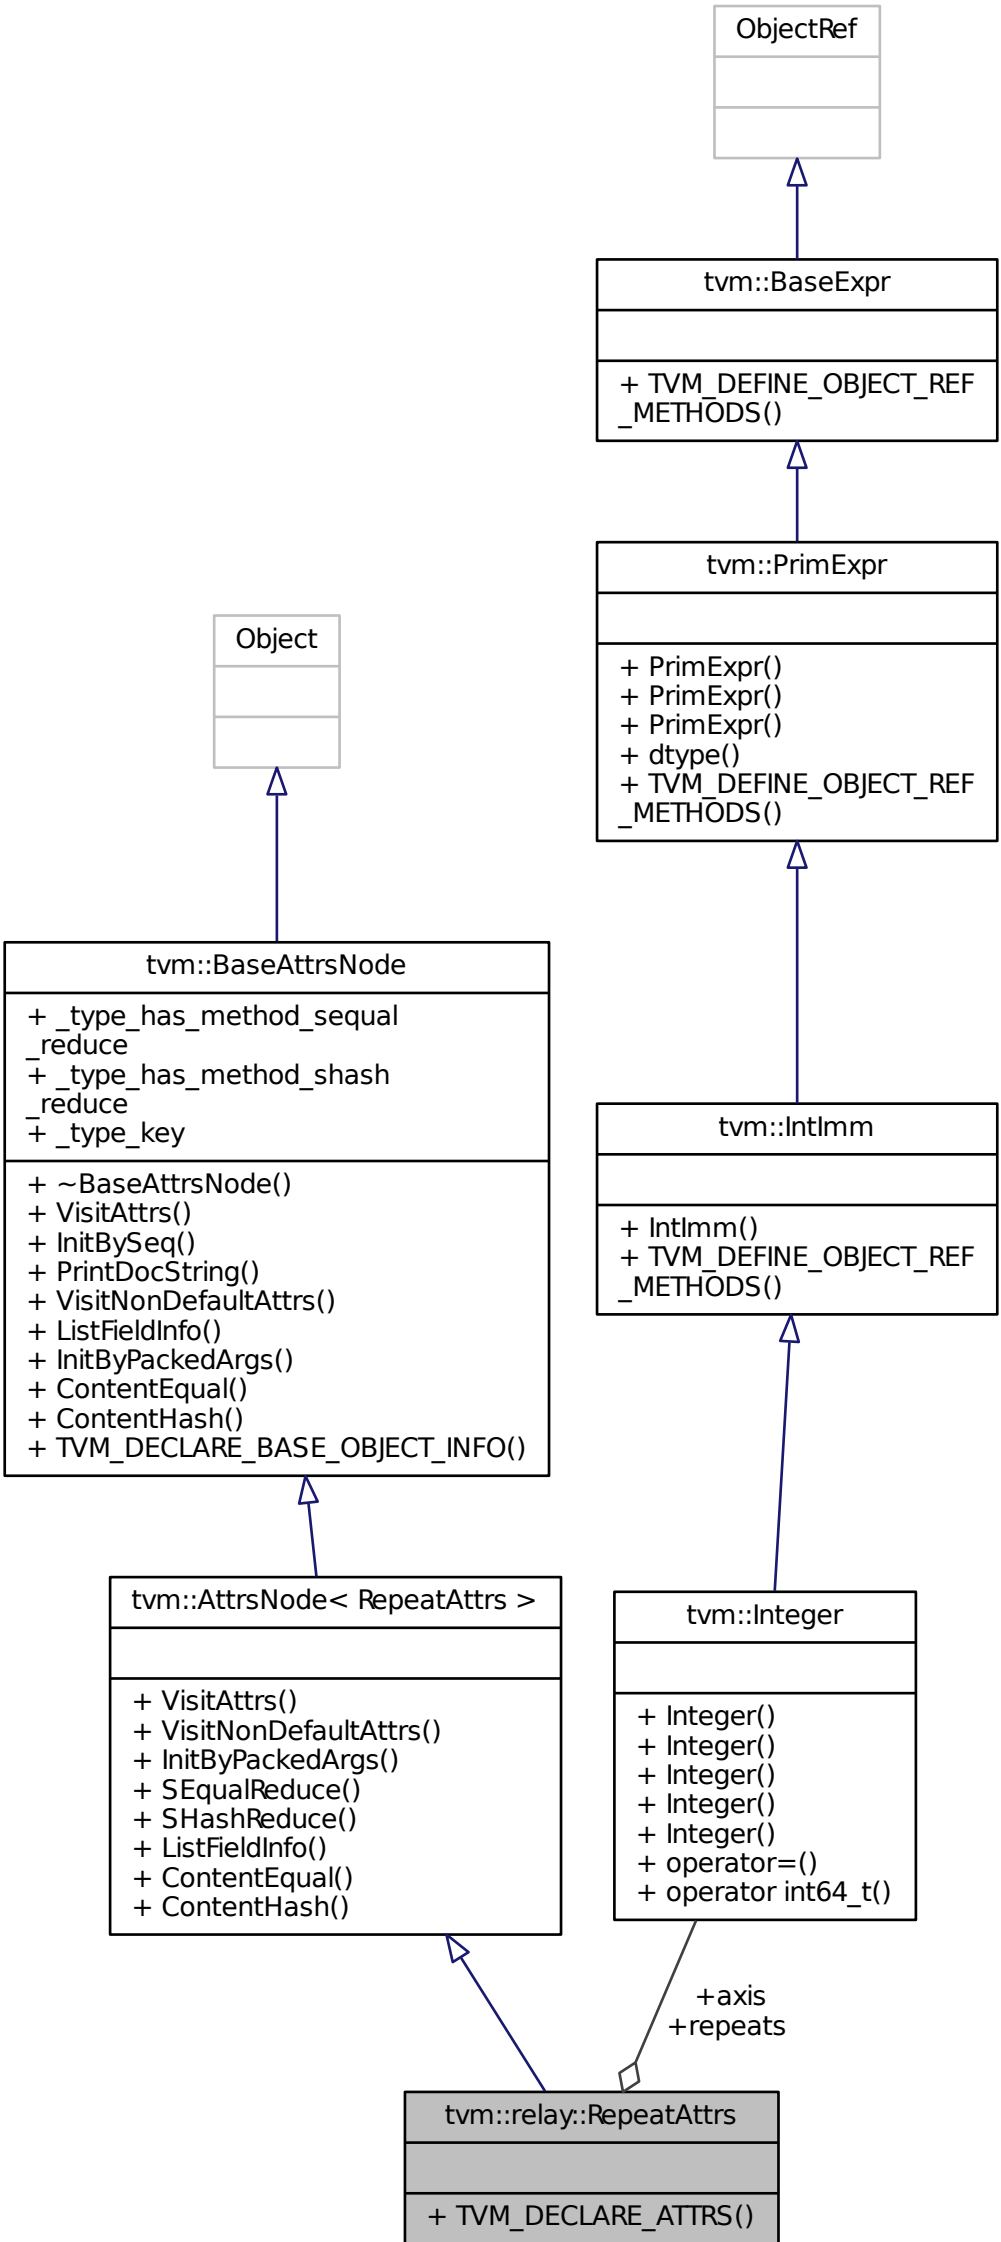 ObjectRef
tvm::BaseExpr
+ TVM_DEFINE_OBJECT_REF
_METHODS()
tvm::PrimExpr
+ PrimExpr()
+ PrimExpr()
+ PrimExpr()
+ dtype()
+ TVM_DEFINE_OBJECT_REF
_METHODS()
Object
tvm::BaseAttrsNode
+ _type_has_method_sequal
_reduce
+ _type_has_method_shash
_reduce
+ _type_key
+ ~BaseAttrsNode()
+ VisitAttrs()
+ InitBySeq()
+ PrintDocString()
+ VisitNonDefaultAttrs()
+ ListFieldInfo()
+ InitByPackedArgs()
+ ContentEqual()
+ ContentHash()
+ TVM_DECLARE_BASE_OBJECT_INFO()
tvm::IntImm
+ IntImm()
+ TVM_DEFINE_OBJECT_REF
_METHODS()
tvm::AttrsNode< RepeatAttrs >
+ VisitAttrs()
+ VisitNonDefaultAttrs()
+ InitByPackedArgs()
+ SEqualReduce()
+ SHashReduce()
+ ListFieldInfo()
+ ContentEqual()
+ ContentHash()
tvm::Integer
+ Integer()
+ Integer()
+ Integer()
+ Integer()
+ Integer()
+ operator=()
+ operator int64_t()
+axis
+repeats
tvm::relay::RepeatAttrs
+ TVM_DECLARE_ATTRS()